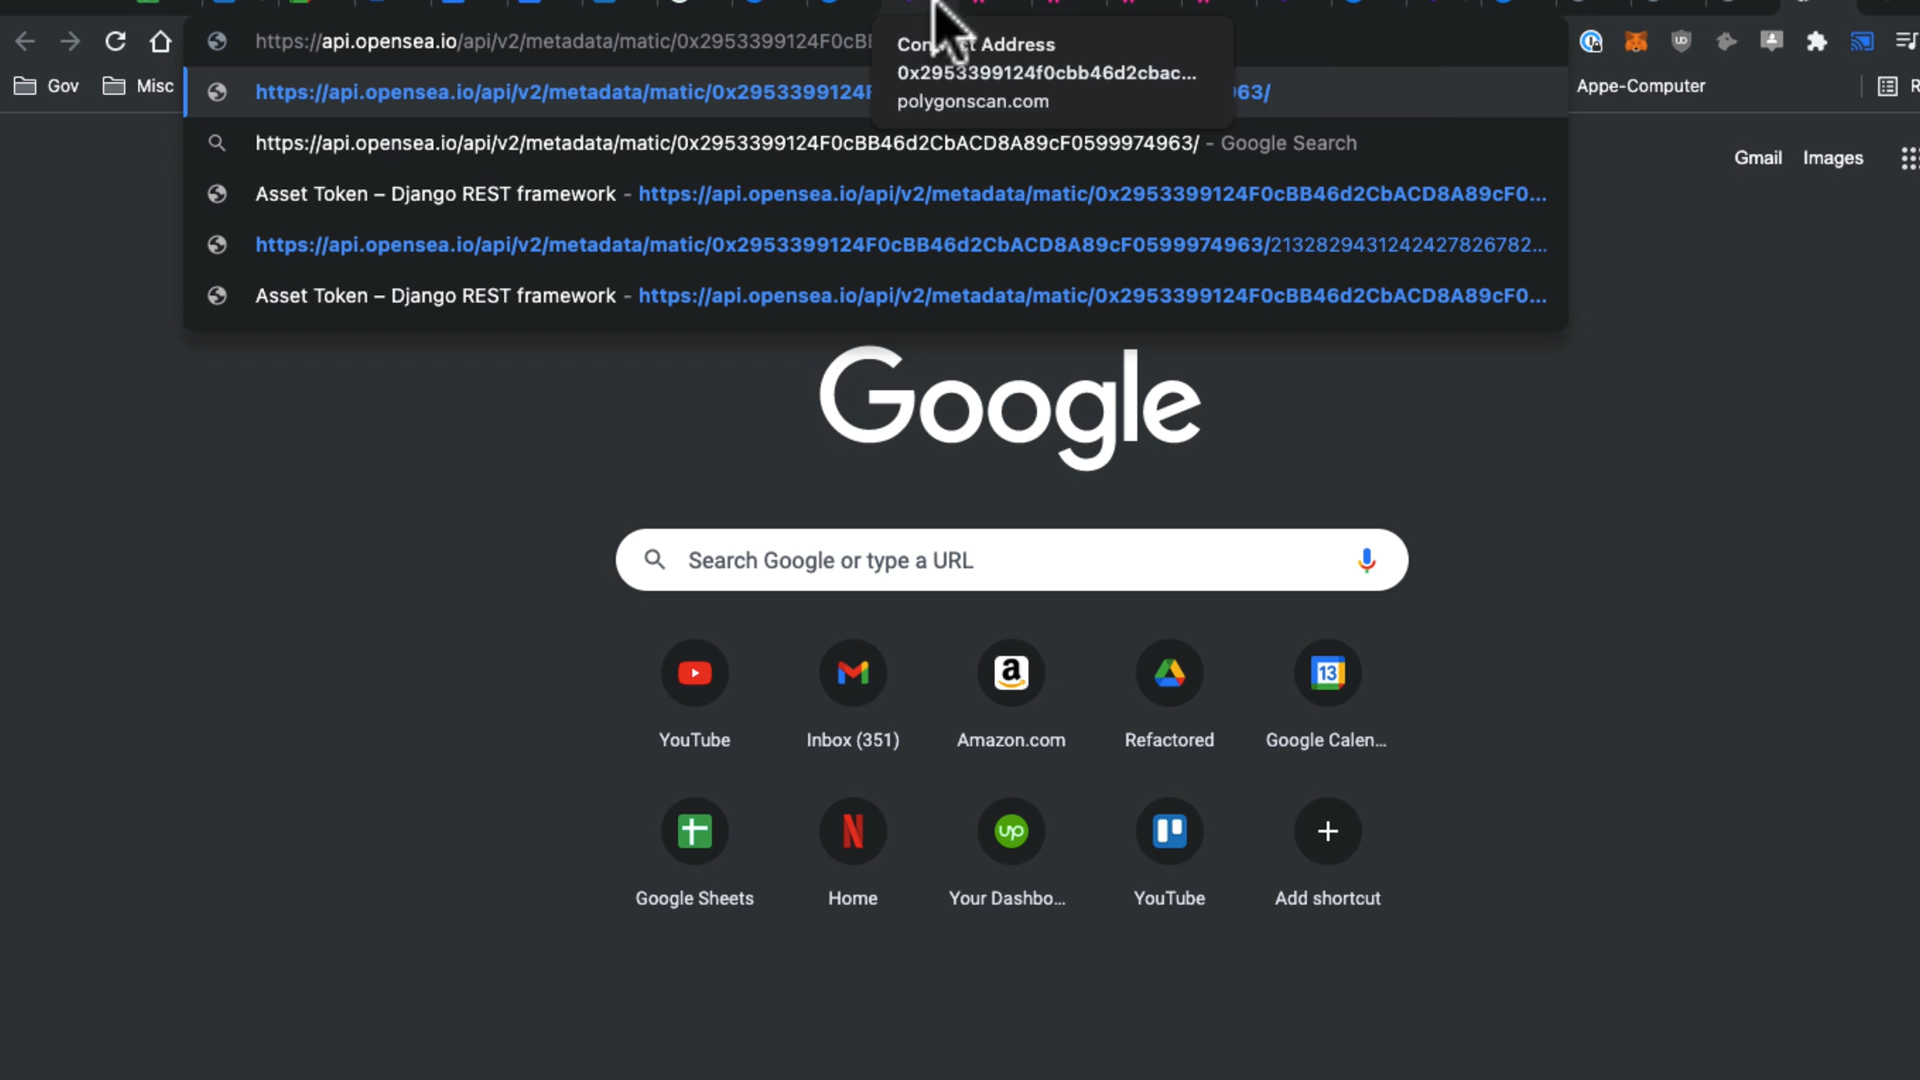 https://api.opensea.io/api/v2/metadata/matic/0x2953399124F0cB
Address
0x2953399124f0cbb46d2cbac...
polygonscan.com
Gov
Misc
https://api.opensea.io/api/v2/metadata/matic/0x2953399124F
63/
Appe-Computer
https://api.opensea.io/api/v2/metadata/matic/0x2953399124F0cBB46d2CbACD8A89cF0599974963/ - Google Search
Gmail
Images
Asset Token – Django REST framework - https://api.opensea.io/api/v2/metadata/matic/0x2953399124F0cBB46d2CbACD8A89cF0...
https://api.opensea.io/api/v2/metadata/matic/0x2953399124F0cBB46d2CbACD8A89cF0599974963/2132829431242427826782...
Asset Token – Django REST framework - https://api.opensea.io/api/v2/metadata/matic/0x2953399124F0cBB46d2CbACD8A89cF0...
Google
Search Google or type a URL
13
YouTube
Inbox (351)
Amazon.com
Refactored
Google Calen...
up
Google Sheets
Home
Your Dashbo...
YouTube
Add shortcut